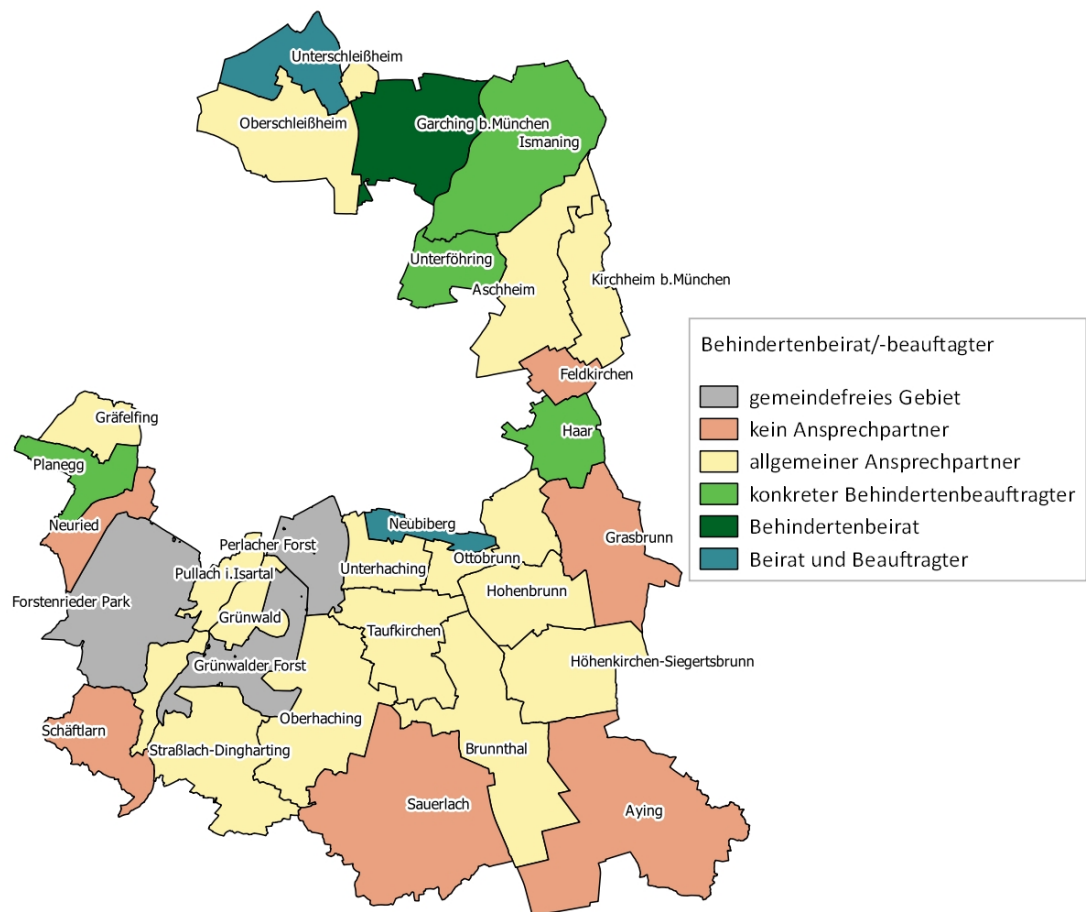 Unterschleißheim
Oberschleißheim
Garching b.München
Ismaning
Unterföhring
Aschheim
Kirchheim b.München
Feldkirchen
Gräfelfing
Haar
Planegg
Neuried
Neubiberg
Perlacher Forst
Grasbrunn
Ottobrunn
Unterhaching
Pullach i.Isartal
Hohenbrunn
Forstenrieder Park
Grünwald
Taufkirchen
Grünwalder Forst
Höhenkirchen-Siegertsbrunn
Oberhaching
Schäftlarn
Straßlach-Dingharting
Brunnthal
Sauerlach
Aying
Behindertenbeirat/-beauftagter
gemeindefreies Gebiet
kein Ansprechpartner
allgemeiner Ansprechpartner
konkreter Behindertenbeauftragter
Behindertenbeirat
Beirat und Beauftragter